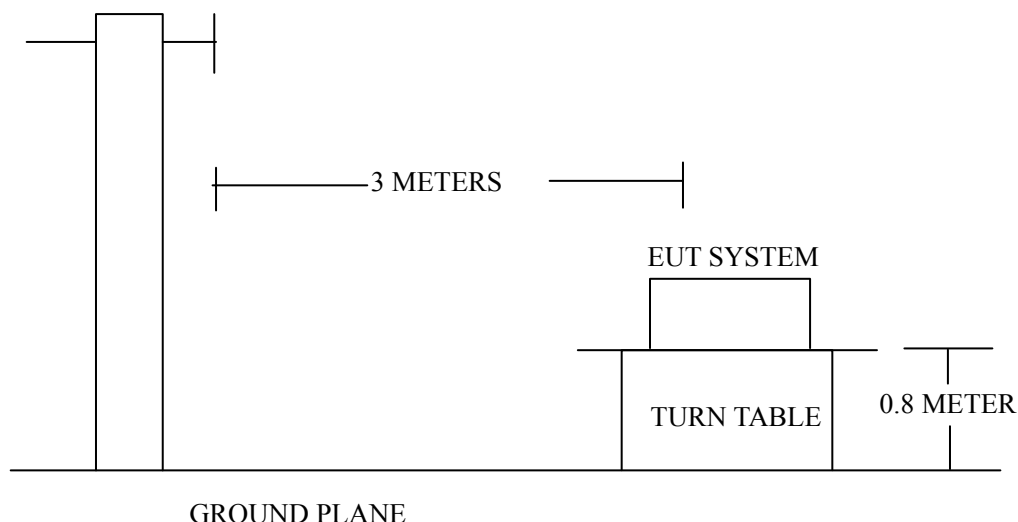 3 METERS
EUT SYSTEM
TURN TABLE
0.8 METER
GROUND PLANE